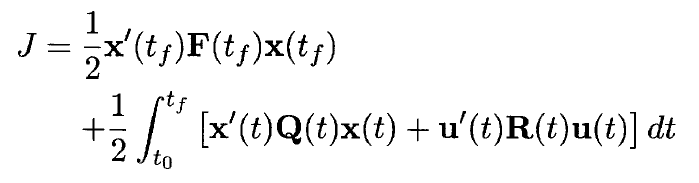 J = \frac{1}{2}\mathbf{x}'(t_f)\mathbf{F}(t_f)\mathbf{x}(t_f)
+\frac{1}{2}\int_{t_0}^{t_f} \left[\mathbf{x}'(t)\mathbf{Q}(t)\mathbf{x}(t) + \mathbf{u}'(t)\mathbf{R}(t)\mathbf{u}(t)\right] dt